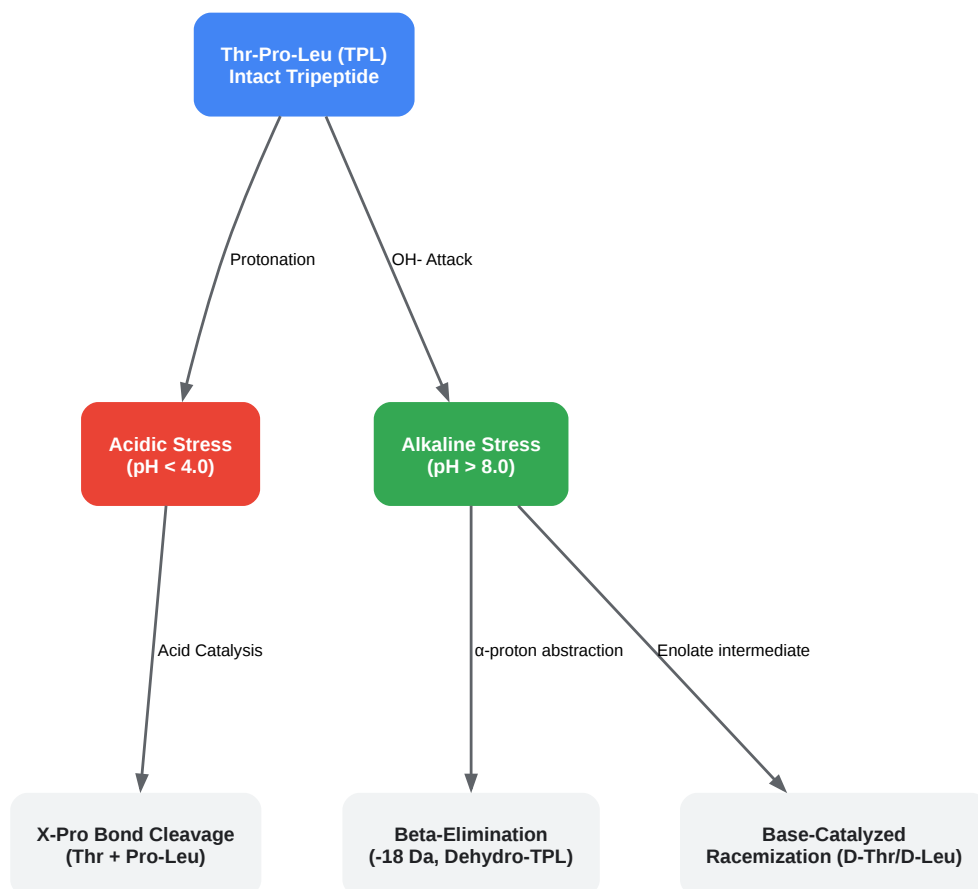 Thr-Pro-Leu (TPL)
Intact Tripeptide
Protonation
OH- Attack
Acidic Stress
(pH < 4.0)
Alkaline Stress
(pH > 8.0)
Acid Catalysis
α-proton abstraction
Enolate intermediate
X-Pro Bond Cleavage
(Thr + Pro-Leu)
Beta-Elimination
(-18 Da, Dehydro-TPL)
Base-Catalyzed
Racemization (D-Thr/D-Leu)